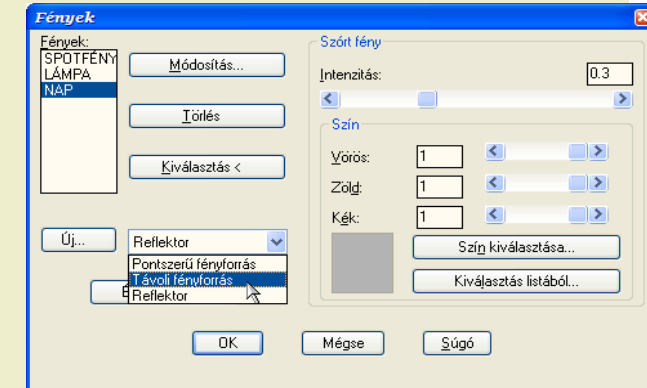 Fények
Fények:
SPOTFÉNY
LÁMPA
NAP
Módosítás...
Törlés
Kiválasztás <
Új...
Reflektor
Pontszerű fényforrás
Távoli fényforrás
Reflektor
Szórt fény
Intenzitás:
0.3
Szín
Vörös:
1
Zöld:
1
Kék:
1
Szín kiválasztása...
Kiválasztás listából...
OK
Mégse
Súgó